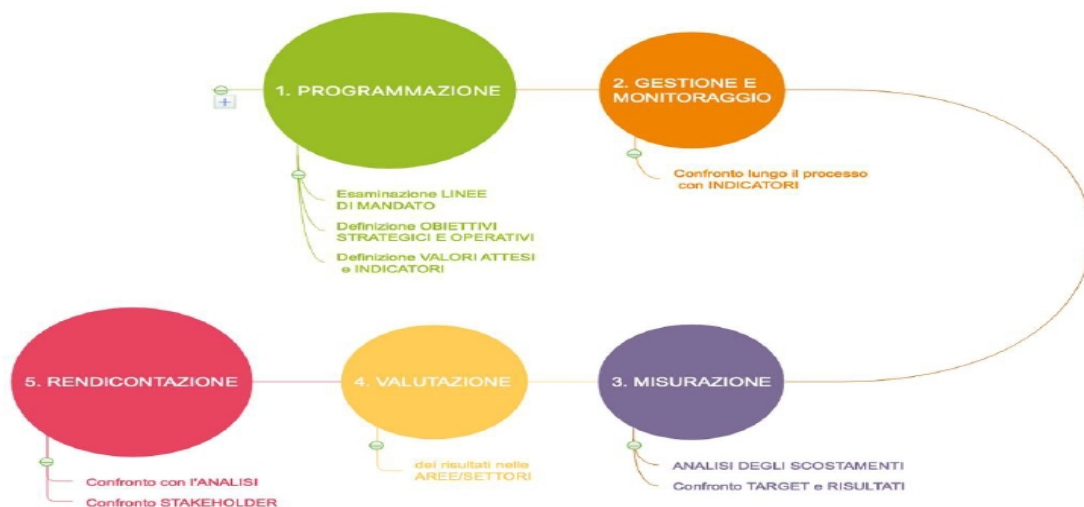 1. PROGRAMMAZIONE
Esaminazione LINEE
DI MANDATO
Definizione OBIETTIVI
STRATEGICI E OPERATIVI
Definizione VALORI ATTESI
e INDICATORI
2. GESTIONE E
MONITORAGGIO
Confronto lungo il processo
con INDICATORI
3. MISURAZIONE
ANALISI DEGLI SCOSTAMENTI
Confronto TARGET e RISULTATI
4. VALUTAZIONE
dei risultati nelle
AREE/SETTORI
5. RENDICONTAZIONE
Confronto con l'ANALISI
Confronto STAKEHOLDER